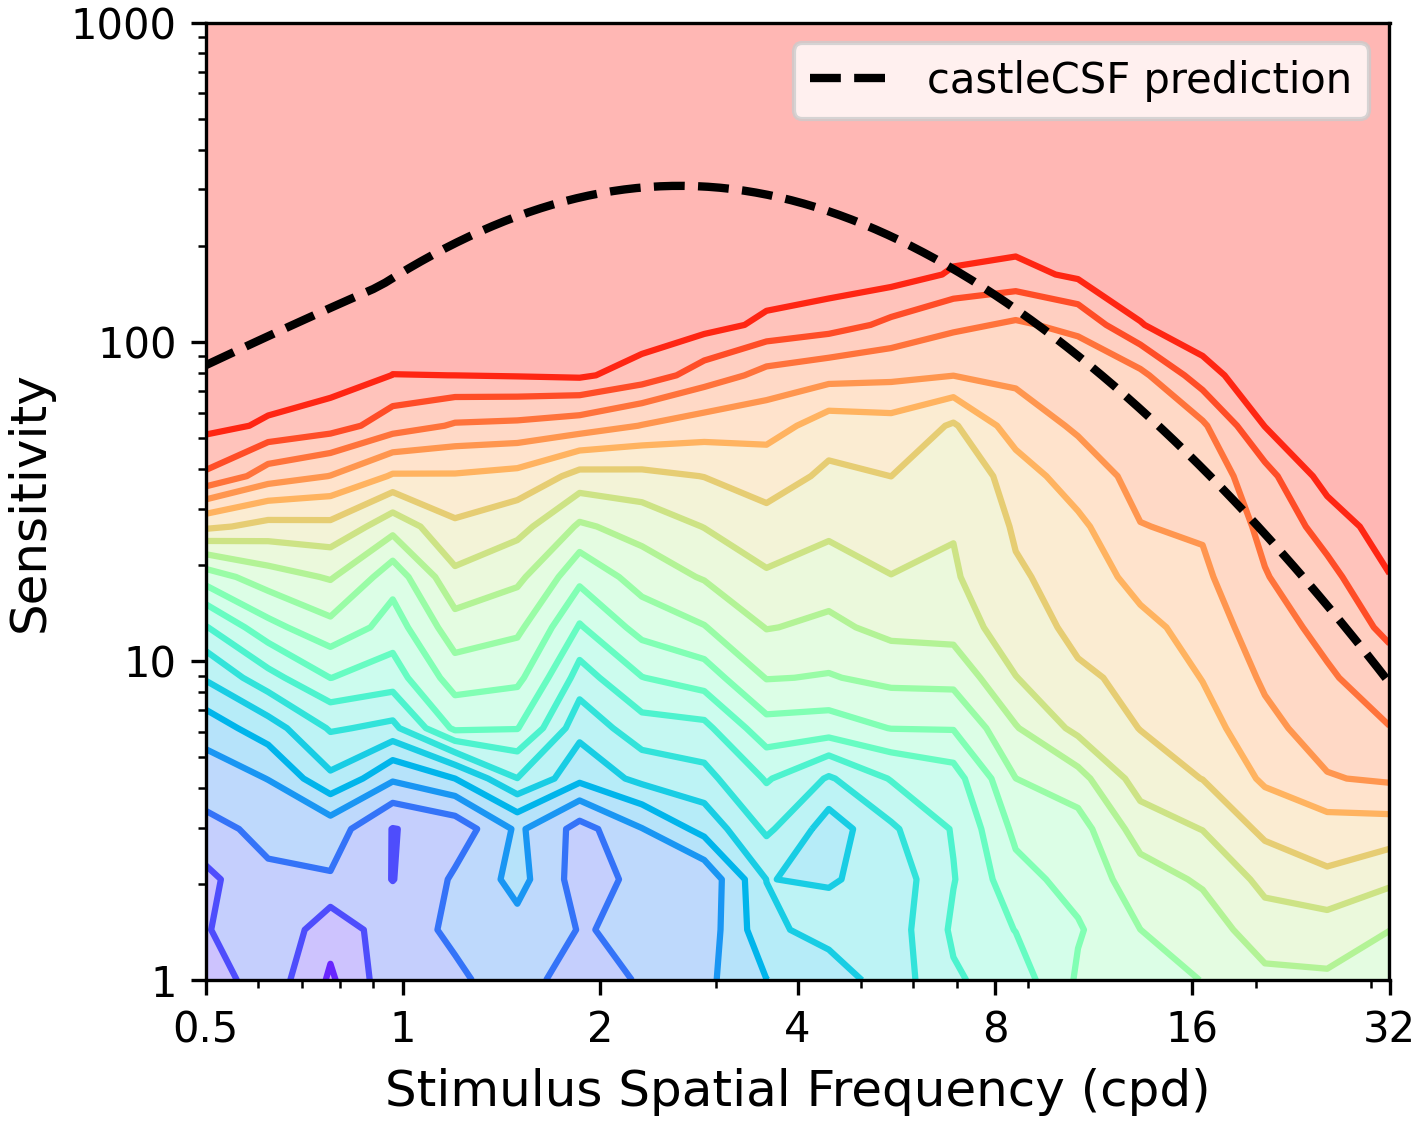 1000
castleCSF prediction
100
Sensitivity
10
1
0.5 1 2 4 8 16 32
Stimulus Spatial Frequency (cpd)